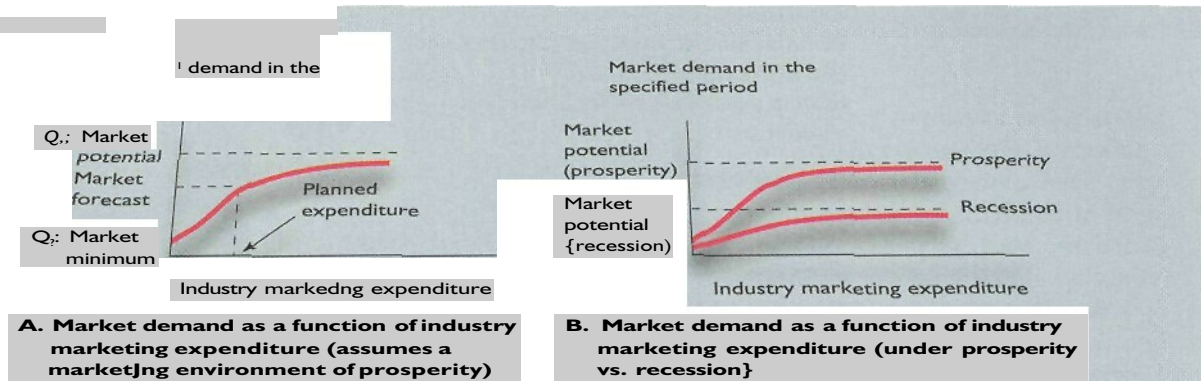 demand in the
Q,; Market
potential
Market
forecast
Q?: Market
minimum
Planned
expenditure
Industry markedng expenditure
A. Market demand as a function of industry
marketing expenditure (assumes a
marketJng environment of prosperity)
Market demand in the
specified period
Market
potential
(prosperity)
Market
potential
{recession)
Prosperity
Recession
Industry marketing expenditure
B. Market demand as a function of industry
marketing expenditure (under prosperity
vs. recession}